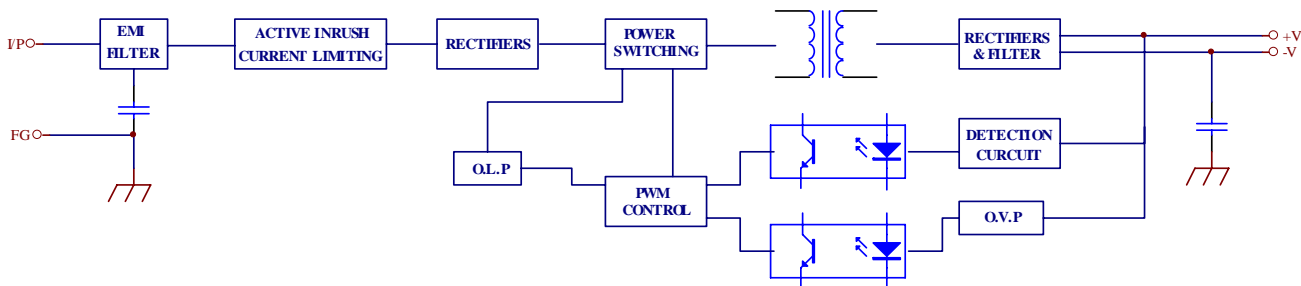 I/P
EMI
FILTER
ACTIVE INRUSH
CURRENT LIMITING
RECTIFIERS
POWER
SWITCHING
RECTIFIERS
& FILTER
+V
-V
FG
O.L.P
PWM
CONTROL
DETECTION
CURCUIT
O.V.P